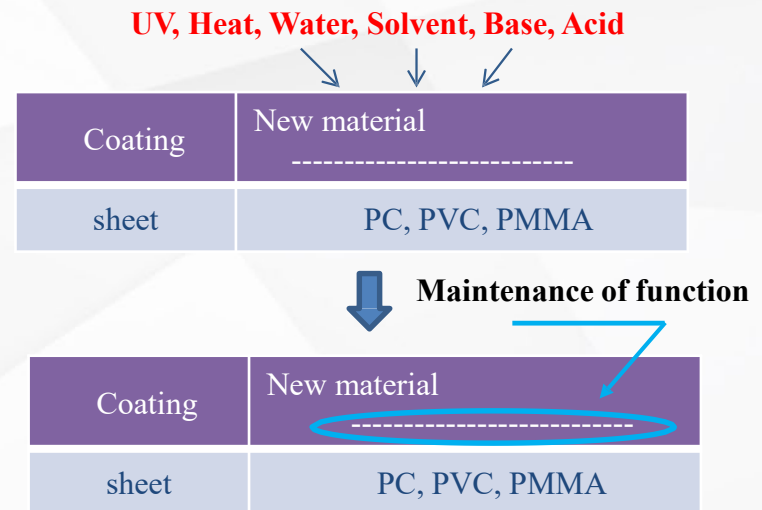 UV, Heat, Water, Solvent, Base, Acid
Coating
New material
---------------------------
sheet
PC, PVC, PMMA
Maintenance of function
Coating
New material
---------------------------
sheet
PC, PVC, PMMA